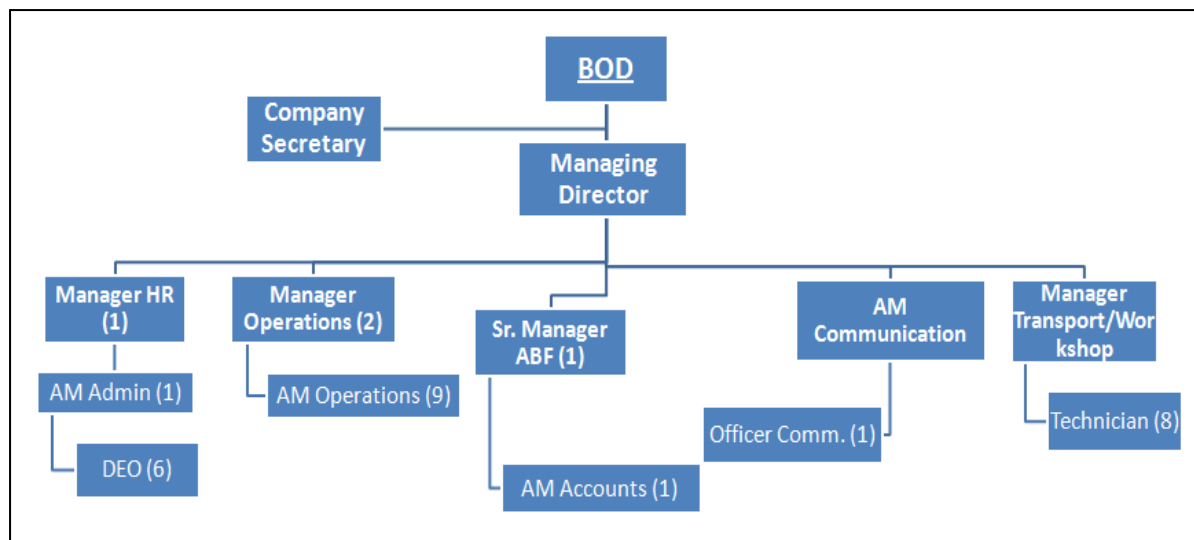 BOD
Company
Secretary
Managing
Director
Manager HR
(1)
Manager
Operations (2)
Sr. Manager
ABF (1)
AM
Communication
Manager
Transport/Wor
kshop
AM Admin (1)
AM Operations (9)
Officer Comm. (1)
Technician (8)
DEO (6)
AM Accounts (1)